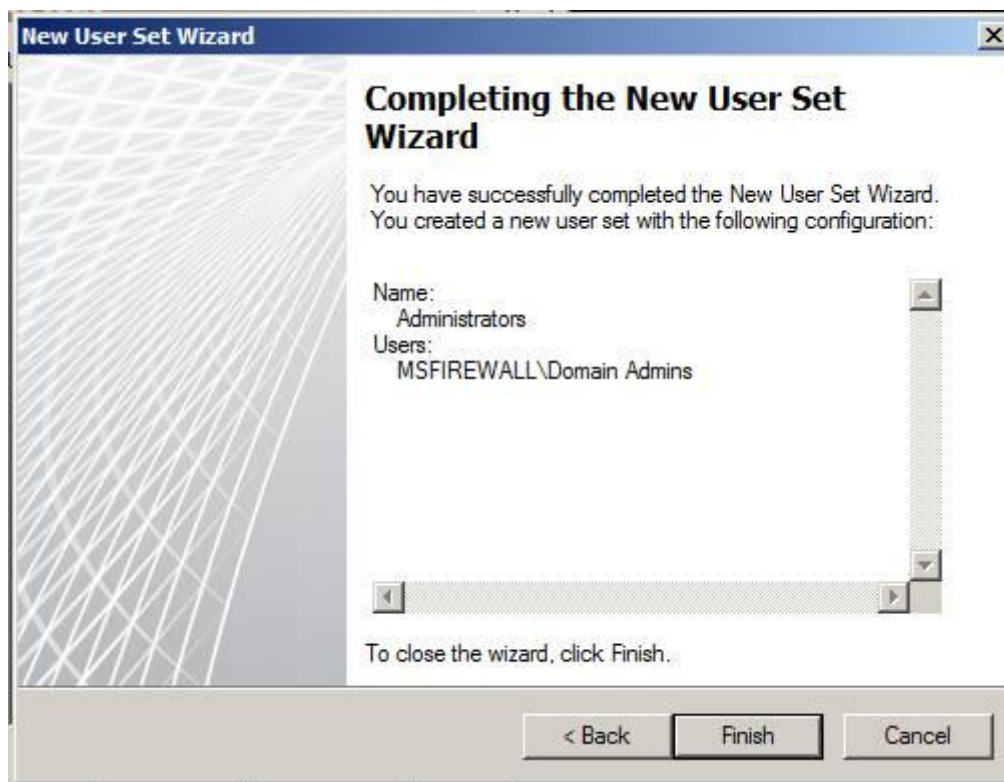 New User Set Wizard
Completing the New User Set
Wizard
You have successfully completed the New User Set Wizard.
You created a new user set with the following configuration:
Name:
Administrators
Users:
MSFIREWALL\Domain Admins
To close the wizard, click Finish.
< Back
Finish
Cancel